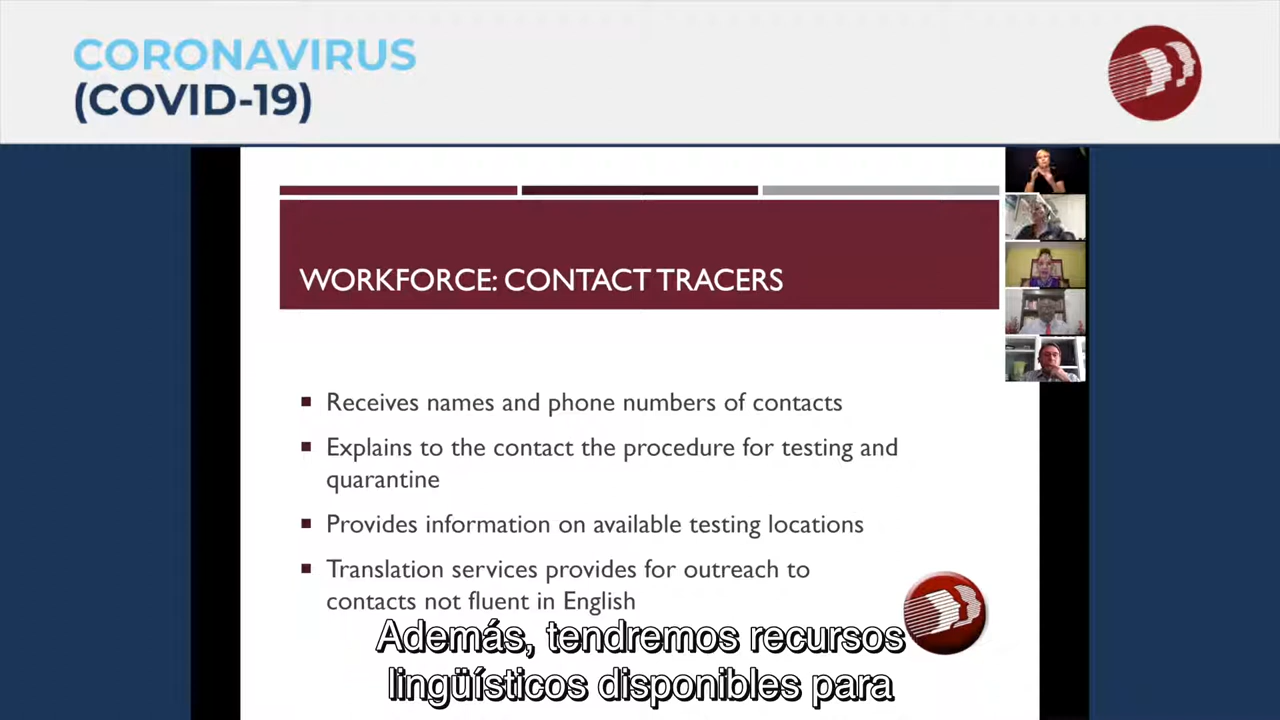 CORONAVIRUS
(COVID-19)
WORKFORCE: CONTACT TRACERS
▪ Receives names and phone numbers of contacts
▪ Explains to the contact the procedure for testing and
quarantine
▪ Provides information on available testing locations
▪ Translation services provides for outreach to
contacts not fluent in English
Además, tendremos recursos
lingüísticos disponibles para